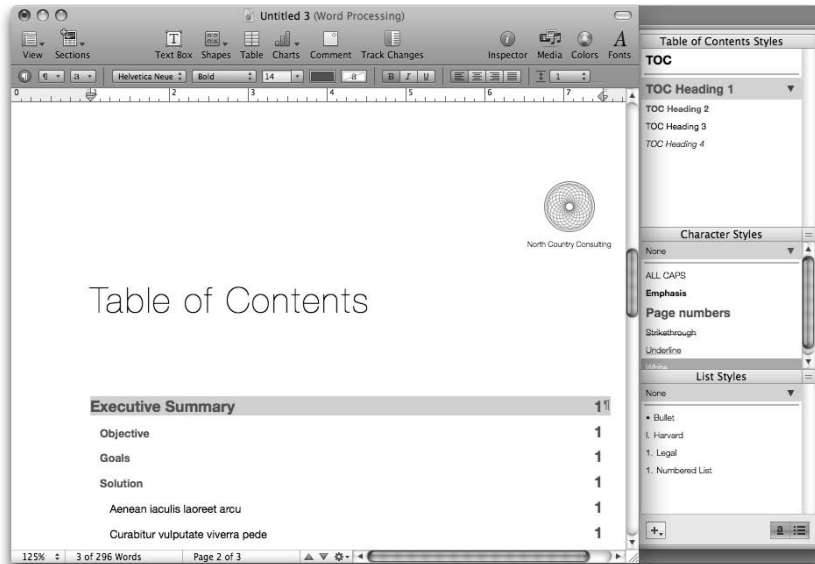 Untitled 3 (Word Processing)
View Sections Text Box Shapes Table Charts Comment Track Changes Inspector Media Colors Fonts
¶ a Helvetica Neue Bold 14 a B I U 1
0 1 2 3 4 5 6 7
North Country Consulting
Table of Contents
Executive Summary 1¶
Objective 1
Goals 1
Solution 1
Aenean iaculis laoreet arcu 1
Curabitur vulputate viverra pede 1
125% 3 of 296 Words Page 2 of 3
Table of Contents Styles
TOC
TOC Heading 1
TOC Heading 2
TOC Heading 3
TOC Heading 4
Character Styles
None
ALL CAPS
Emphasis
Page numbers
Strikethrough
Underline
White
List Styles
None
• Bullet
I. Harvard
1. Legal
1. Numbered List
a